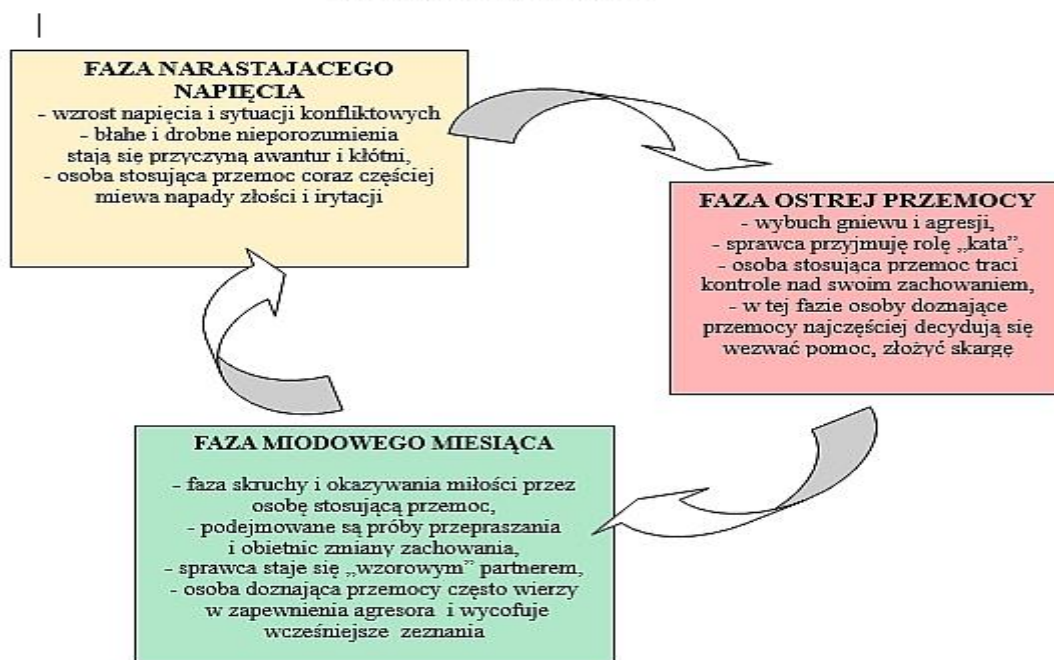 FAZA NARASTAJACEGO
NAPIĘCIA
- wzrost napięcia i sytuacji konfliktowych
- błahe i drobne nieporozumienia
stają się przyczyną awantur i kłótni,
- osoba stosująca przemoc coraz częściej
miewa napady złości i irytacji
FAZA OSTREJ PRZEMOCY
- wybuch gniewu i agresji,
- sprawca przyjmuję rolę „kata”,
- osoba stosująca przemoc traci
kontrole nad swoim zachowaniem,
- w tej fazie osoby doznające
przemocy najczęściej decydują się
wezwać pomoc, złożyć skargę
FAZA MIODOWEGO MIESIĄCA
- faza skruchy i okazywania miłości przez
osobę stosującą przemoc,
- podejmowane są próby przepraszania
i obietnic zmiany zachowania,
- sprawca staje się „wzorowym” partnerem,
- osoba doznająca przemocy często wierzy
w zapewnienia agresora i wycofuje
wcześniejsze zeznania